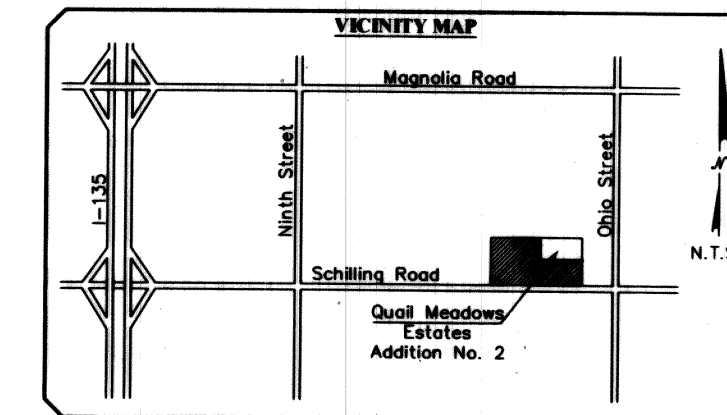 VICINITY MAP
Magnolia Road
Ninth Street
Ohio Street
I-135
N
N.T.S
Schilling Road
Quail Meadows
Estates
Addition No. 2